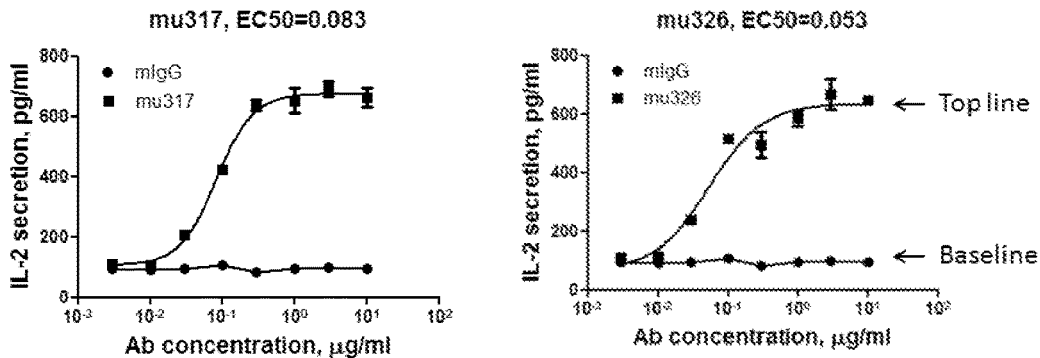 mu317, EC50=0.083
IL-2 secretion, pg/ml
800
600
400
200
0
mIgG
mu317
10⁻³ 10⁻² 10⁻¹ 10⁰ 10¹ 10²
Ab concentration, µg/ml
mu326, EC50=0.053
IL-2 secretion, pg/ml
800
600
400
200
0
mIgG
mu326
10⁻³ 10⁻² 10⁻¹ 10⁰ 10¹ 10²
Ab concentration, µg/ml
Top line
Baseline